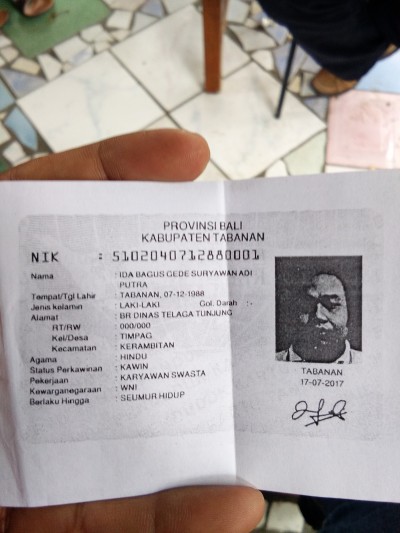 PROVINSI BALI
KABUPATEN TABANAN
NIK : 5102040712880001
Nama : IDA BAGUS GEDE SURYAWAN ADI
PUTRA
Tempat/Tgl Lahir : TABANAN, 07-12-1988
Jenis kelamin : LAKI-LAKI Gol. Darah :-
Alamat : BR DINAS TELAGA TUNJUNG
RT/RW : 000/000
Kel/Desa : TIMPAG
Kecamatan : KERAMBITAN
Agama : HINDU
Status Perkawinan : KAWIN
Pekerjaan : KARYAWAN SWASTA
Kewarganegaraan : WNI
Berlaku Hingga : SEUMUR HIDUP
TABANAN
17-07-2017